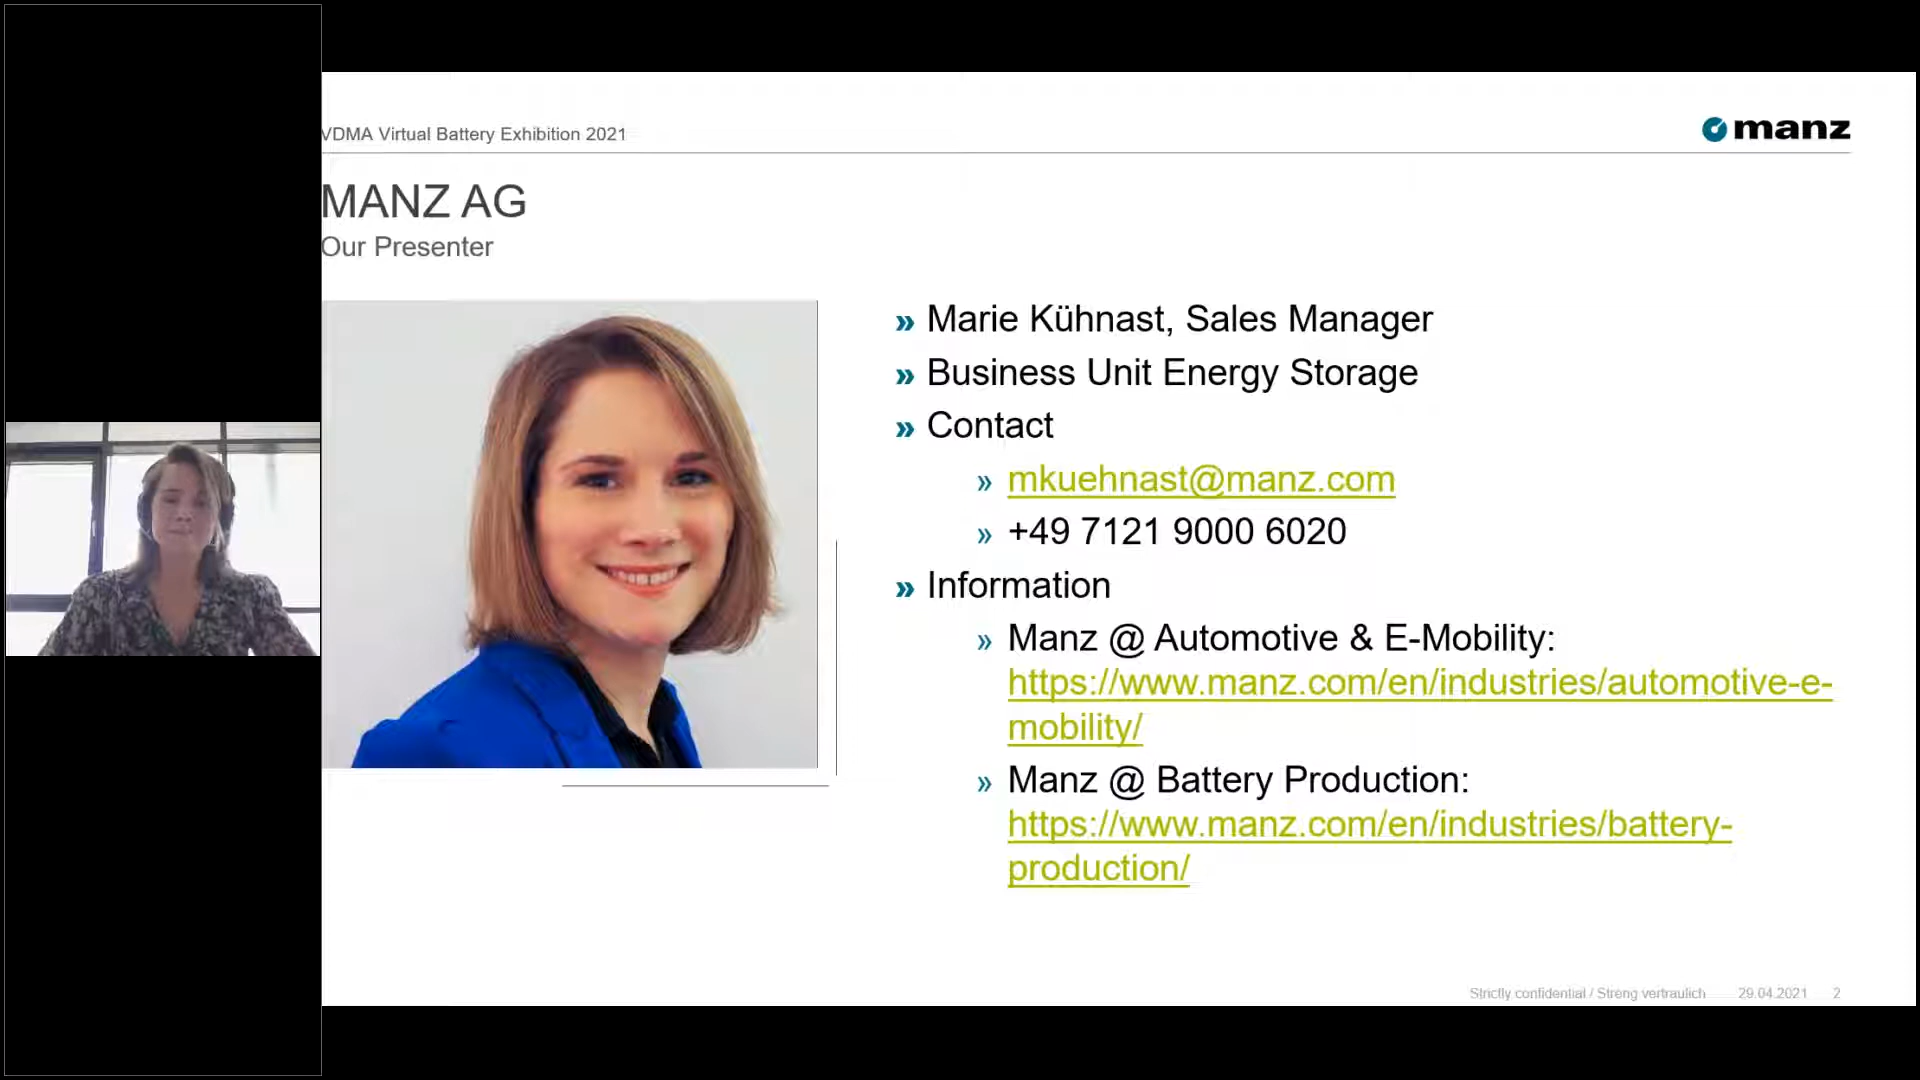 VDMA Virtual Battery Exhibition 2021
manz
MANZ AG
Our Presenter
» Marie Kühnast, Sales Manager
» Business Unit Energy Storage
» Contact
» mkuehnast@manz.com
» +49 7121 9000 6020
» Information
» Manz @ Automotive & E-Mobility:
https://www.manz.com/en/industries/automotive-e-
mobility/
» Manz @ Battery Production:
https://www.manz.com/en/industries/battery-
production/
Strictly confidential / Streng vertraulich 29.04.2021 2